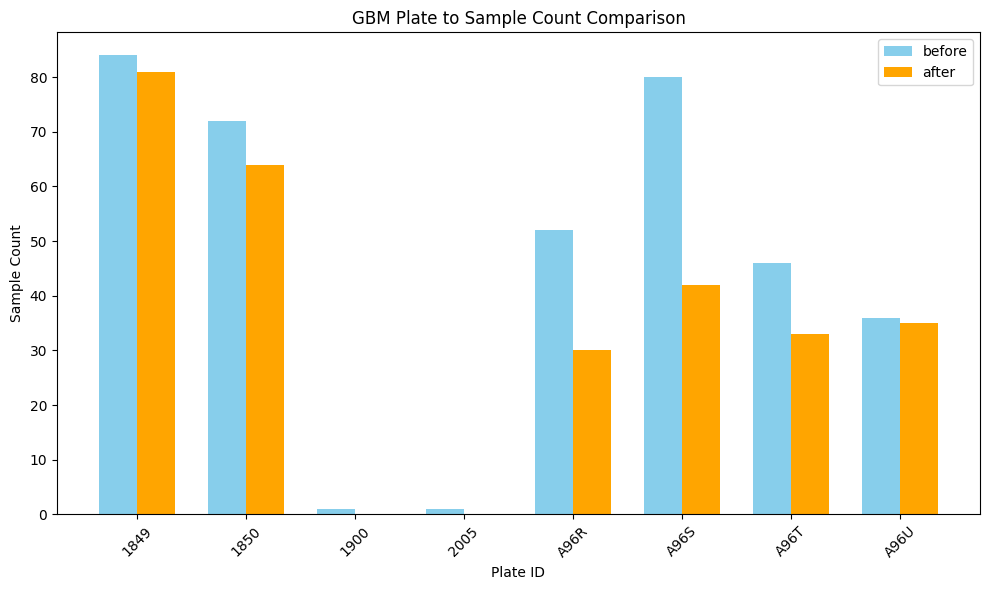 GBM Plate to Sample Count Comparison
before
after
Sample Count
80
70
60
50
40
30
20
10
0
1849
1850
1900
2005
A96R
A96S
A96T
A96U
Plate ID